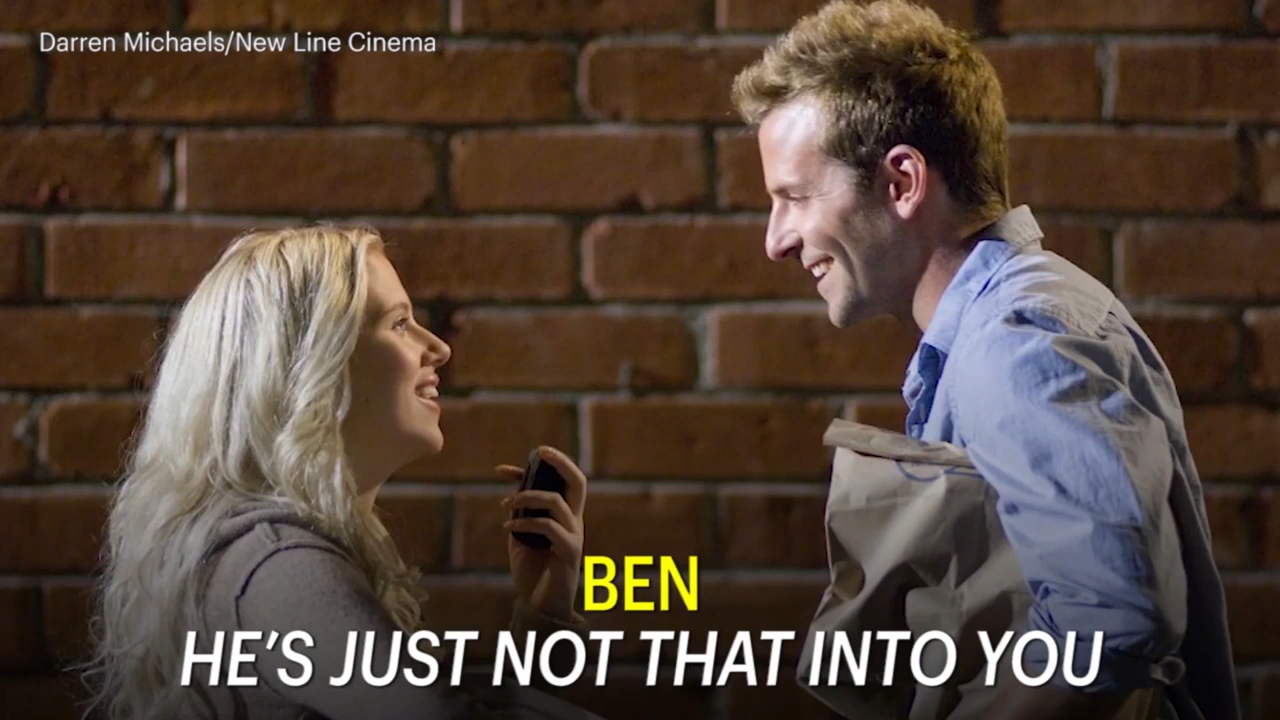 Darren Michaels/New Line Cinema
BEN
HE’S JUST NOT THAT INTO YOU